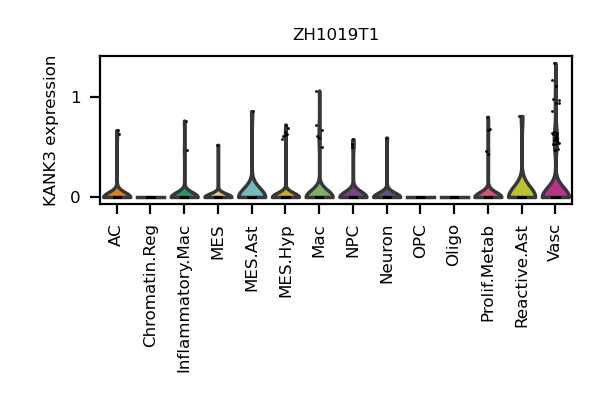 ZH1019T1
KANK3 expression
1
0
AC
Chromatin.Reg
Inflammatory.Mac
MES
MES.Ast
MES.Hyp
Mac
NPC
Neuron
OPC
Oligo
Prolif.Metab
Reactive.Ast
Vasc